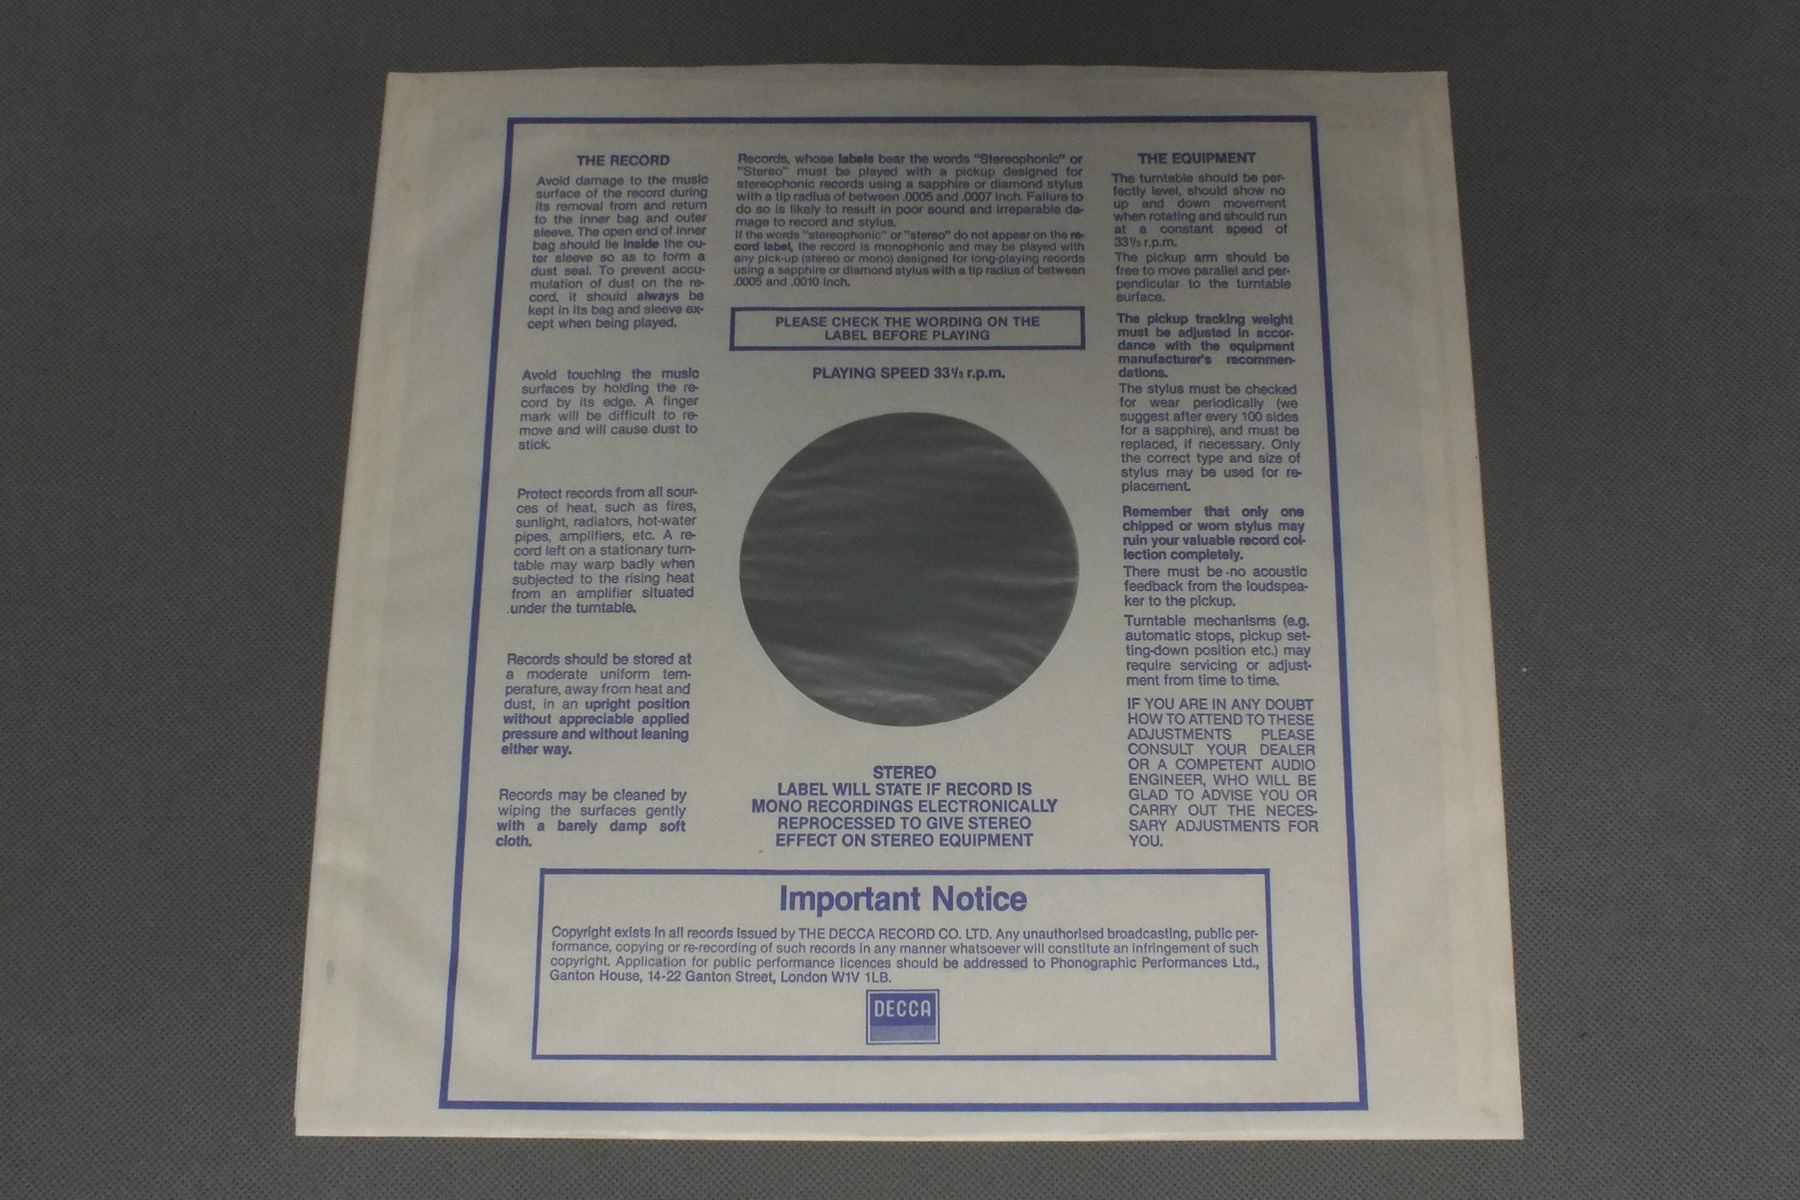 THE RECORD
Avoid damage to the music
surface of the record during
its removal from and return
to the inner bag and outer
sleeve. The open end of inner
bag should lie inside the ou-
ter sleeve so as to form a
dust seal. To prevent accu-
mulation of dust on the re-
cord, it should always be
kept in its bag and sleeve ex-
cept when being played.
Avoid touching the music
surfaces by holding the re-
cord by its edge. A finger
mark will be difficult to re-
move and will cause dust to
stick.
Protect records from all sour-
ces of heat, such as fires,
sunlight, radiators, hot-water
pipes, amplifiers, etc. A re-
cord left on a stationary turn-
table may warp badly when
subjected to the rising heat
from an amplifier situated
under the turntable.
Records should be stored at
a moderate uniform tem-
perature, away from heat and
dust, in an upright position
without appreciable applied
pressure and without leaning
either way.
Records may be cleaned by
wiping the surfaces gently
with a barely damp soft
cloth.
Records, whose labels bear the words "Stereophonic" or
"Stereo" must be played with a pickup designed for
stereophonic records using a sapphire or diamond stylus
with a tip radius of between .0005 and .0007 inch. Failure to
do so is likely to result in poor sound and irreparable da-
mage to record and stylus.
If the words "stereophonic" or "stereo" do not appear on the re-
cord label, the record is monophonic and may be played with
any pick-up (stereo or mono) designed for long-playing records
using a sapphire or diamond stylus with a tip radius of between
.0005 and .0010 inch.
PLEASE CHECK THE WORDING ON THE
LABEL BEFORE PLAYING
PLAYING SPEED 33⅓ r.p.m.
STEREO
LABEL WILL STATE IF RECORD IS
MONO RECORDINGS ELECTRONICALLY
REPROCESSED TO GIVE STEREO
EFFECT ON STEREO EQUIPMENT
THE EQUIPMENT
The turntable should be per-
fectly level, should show no
up and down movement
when rotating and should run
at a constant speed of
33⅓ r.p.m.
The pickup arm should be
free to move parallel and per-
pendicular to the turntable
surface.
The pickup tracking weight
must be adjusted in accor-
dance with the equipment
manufacturer's recommen-
dations.
The stylus must be checked
for wear periodically (we
suggest after every 100 sides
for a sapphire), and must be
replaced, if necessary. Only
the correct type and size of
stylus may be used for re-
placement.
Remember that only one
chipped or worn stylus may
ruin your valuable record col-
lection completely.
There must be no acoustic
feedback from the loudspea-
ker to the pickup.
Turntable mechanisms (e.g.
automatic stops, pickup set-
ting-down position etc.) may
require servicing or adjust-
ment from time to time.
IF YOU ARE IN ANY DOUBT
HOW TO ATTEND TO THESE
ADJUSTMENTS PLEASE
CONSULT YOUR DEALER
OR A COMPETENT AUDIO
ENGINEER, WHO WILL BE
GLAD TO ADVISE YOU OR
CARRY OUT THE NECES-
SARY ADJUSTMENTS FOR
YOU.
Important Notice
Copyright exists in all records issued by THE DECCA RECORD CO. LTD. Any unauthorised broadcasting, public per-
formance, copying or re-recording of such records in any manner whatsoever will constitute an infringement of such
copyright. Application for public performance licences should be addressed to Phonographic Performances Ltd.,
Ganton House, 14-22 Ganton Street, London W1V 1LB.
DECCA